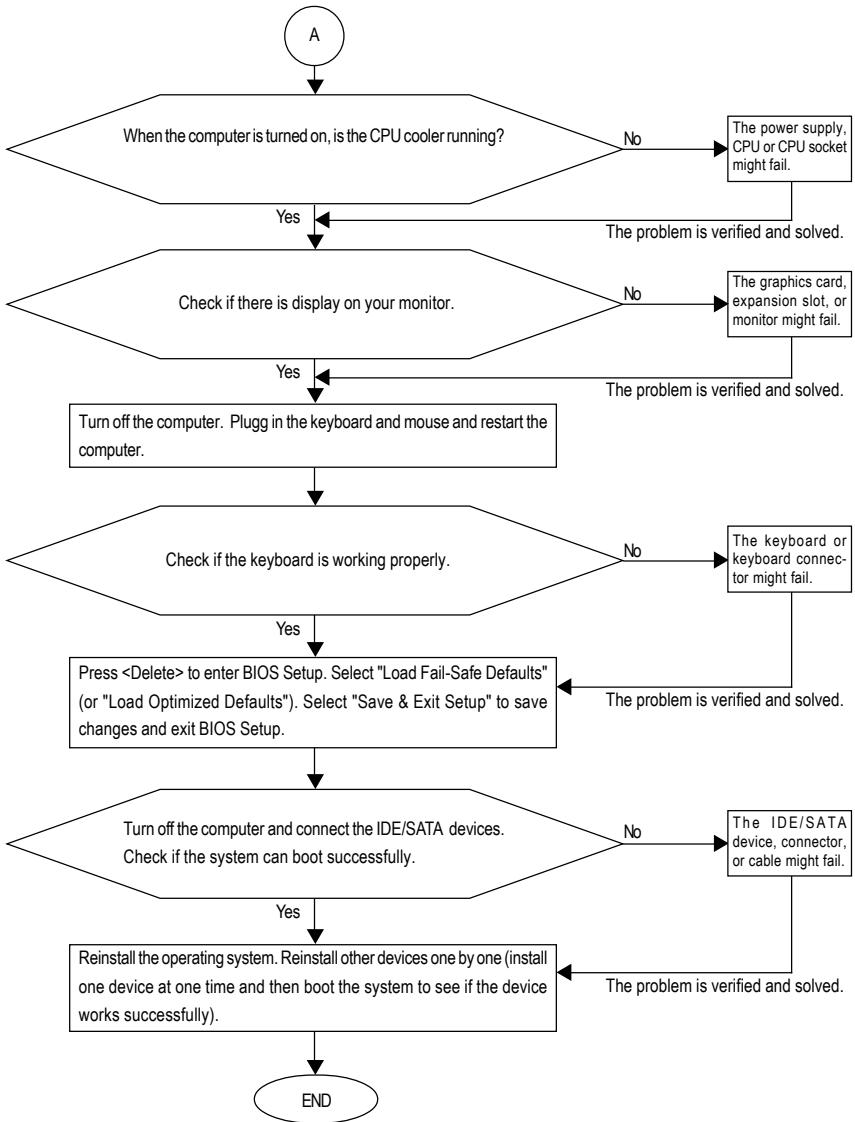 A
When the computer is turned on, is the CPU cooler running?
No
The power supply,
CPU or CPU socket
might fail.
Yes
The problem is verified and solved.
Check if there is display on your monitor.
No
The graphics card,
expansion slot, or
monitor might fail.
Yes
The problem is verified and solved.
Turn off the computer. Plugg in the keyboard and mouse and restart the
computer.
Check if the keyboard is working properly.
No
The keyboard or
keyboard connec-
tor might fail.
Yes
Press <Delete> to enter BIOS Setup. Select "Load Fail-Safe Defaults"
(or "Load Optimized Defaults"). Select "Save & Exit Setup" to save
changes and exit BIOS Setup.
The problem is verified and solved.
Turn off the computer and connect the IDE/SATA devices.
Check if the system can boot successfully.
No
The IDE/SATA
device, connector,
or cable might fail.
Yes
Reinstall the operating system. Reinstall other devices one by one (install
one device at one time and then boot the system to see if the device
works successfully).
The problem is verified and solved.
END